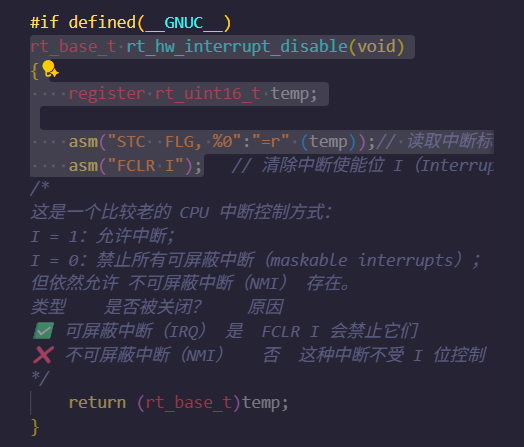 #if defined(__GNUC__)
rt_base_t rt_hw_interrupt_disable(void)
{
    register rt_uint16_t temp;
    asm("STC  FLG, %0":"=r" (temp));// 读取中断标
    asm("FCLR I");   // 清除中断使能位 I（Interrup
/*
这是一个比较老的 CPU 中断控制方式：
I = 1：允许中断；
I = 0：禁止所有可屏蔽中断（maskable interrupts）；
但依然允许 不可屏蔽中断（NMI） 存在。
类型    是否被关闭？    原因
✅ 可屏蔽中断（IRQ） 是  FCLR I 会禁止它们
❌ 不可屏蔽中断（NMI）   否  这种中断不受 I 位控制
*/
    return (rt_base_t)temp;
}